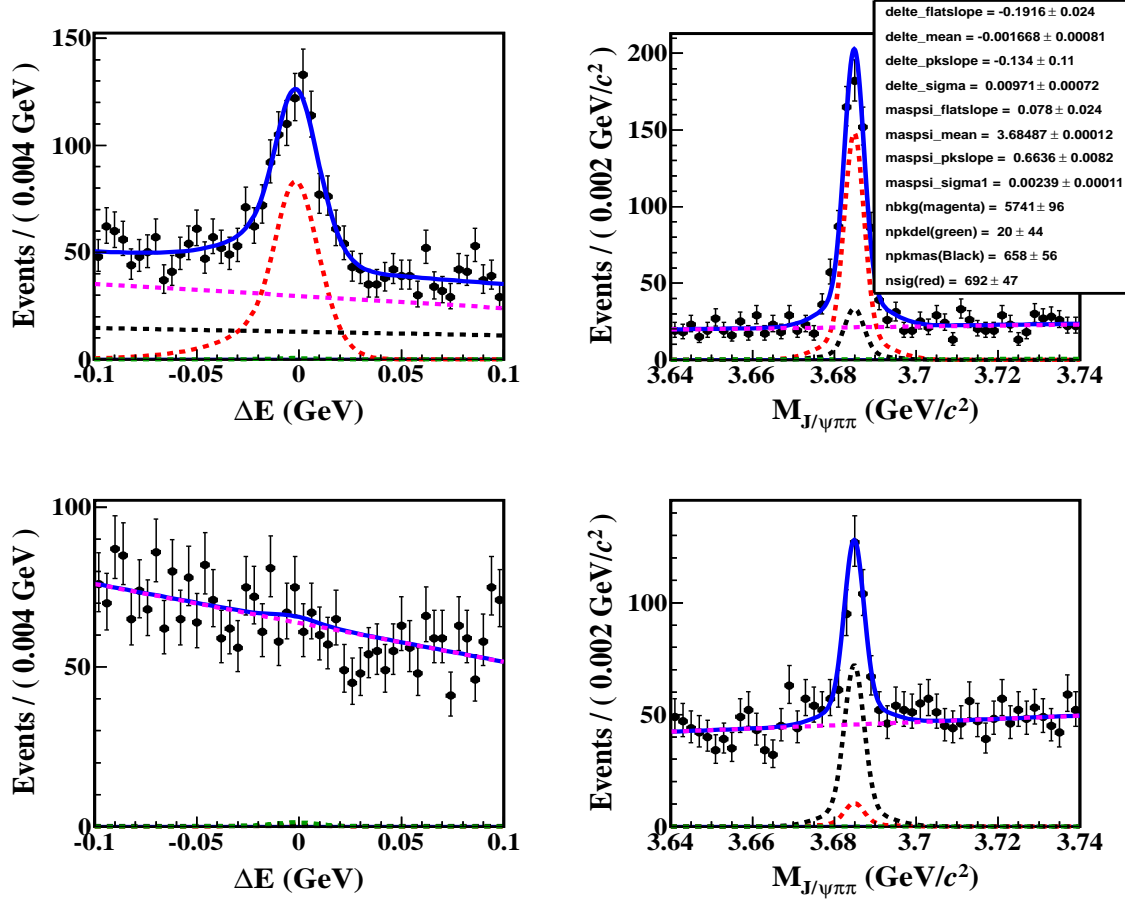 150
100
50
0
-0.1
-0.05
0
0.05
0.1
Events / ( 0.004 GeV )
ΔE (GeV)
200
150
100
50
0
3.64
3.66
3.68
3.7
3.72
3.74
Events / ( 0.002 GeV/c² )
M_J/ψππ (GeV/c²)
delte_flatslope = -0.1916 ± 0.024
delte_mean = -0.001668 ± 0.00081
delte_pkslope = -0.134 ± 0.11
delte_sigma = 0.00971 ± 0.00072
maspsi_flatslope = 0.078 ± 0.024
maspsi_mean = 3.68487 ± 0.00012
maspsi_pkslope = 0.6636 ± 0.0082
maspsi_sigma1 = 0.00239 ± 0.00011
nbkg(magenta) = 5741 ± 96
npkdel(green) = 20 ± 44
npkmas(Black) = 658 ± 56
nsig(red) = 692 ± 47
100
50
0
-0.1
-0.05
0
0.05
0.1
Events / ( 0.004 GeV )
ΔE (GeV)
100
50
0
3.64
3.66
3.68
3.7
3.72
3.74
Events / ( 0.002 GeV/c² )
M_J/ψππ (GeV/c²)